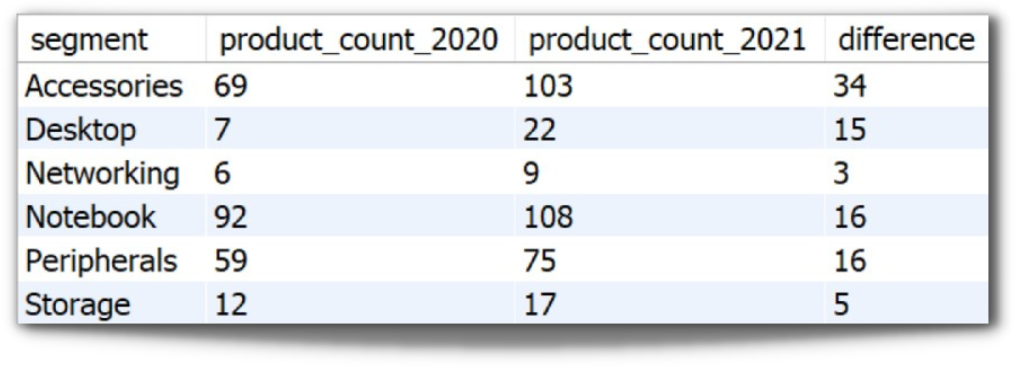 segment product_count_2020 product_count_2021 difference
Accessories 69 103 34
Desktop 7 22 15
Networking 6 9 3
Notebook 92 108 16
Peripherals 59 75 16
Storage 12 17 5